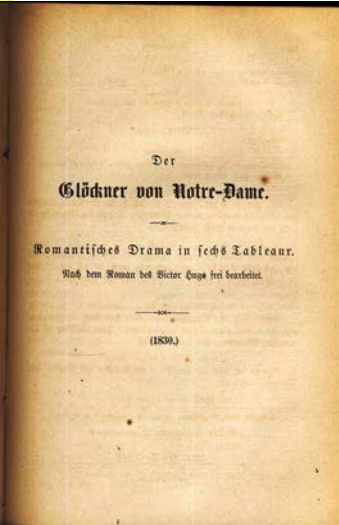 Der
Glöckner von Notre-Dame.
Romantisches Drama in sechs Tableaux.
Nach dem Roman des Victor Hugo frei bearbeitet.
(1830.)